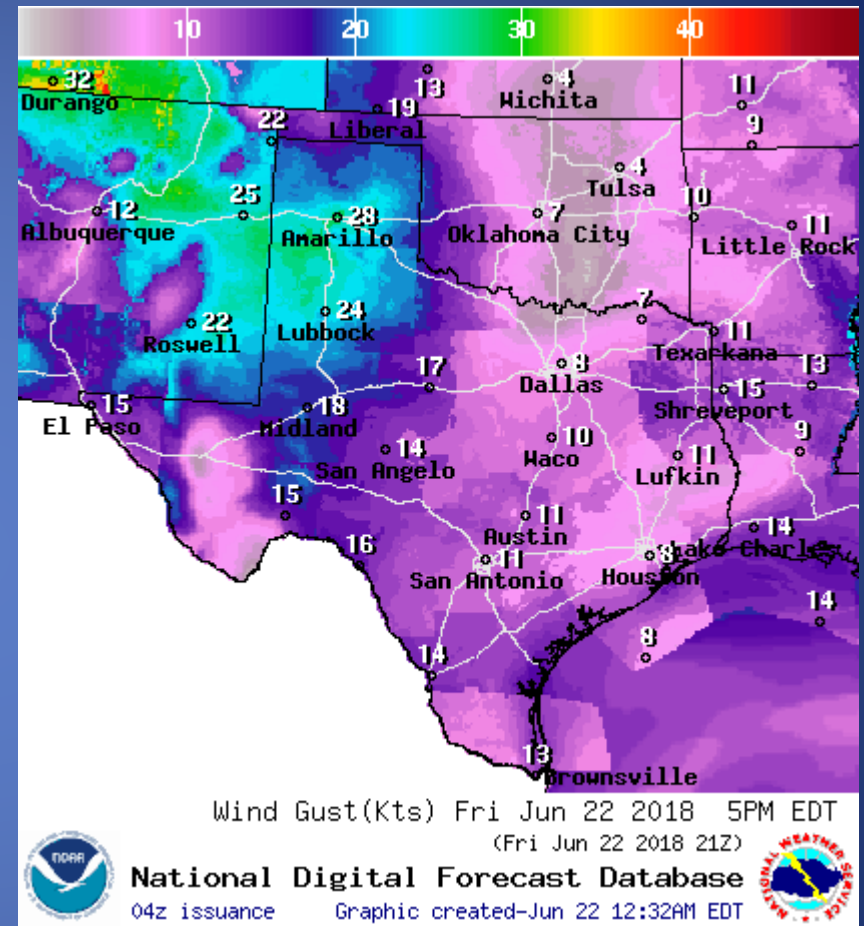 10 20 30 40
32 13 4 11
Durango 19 Wichita
Liberal 9
22 4
Tulsa
12 25 28 7 10 11
Albuquerque Amarillo Oklahoma City Little Rock
22 24 7 11
Roswell Lubbock Texarkana
17 8 15 13
Dallas Shreveport
15 18
El Paso Midland 10 9
14 Waco 11
San Angelo Lufkin
15 11 14
Austin
16 11 8
San Antonio Houston
14
8
14
13
Brownsville
Wind Gust(Kts) Fri Jun 22 2018 5PM EDT
(Fri Jun 22 2018 21Z)
NOAA
National Digital Forecast Database
04z issuance Graphic created-Jun 22 12:32AM EDT
NATIONAL WEATHER SERVICE